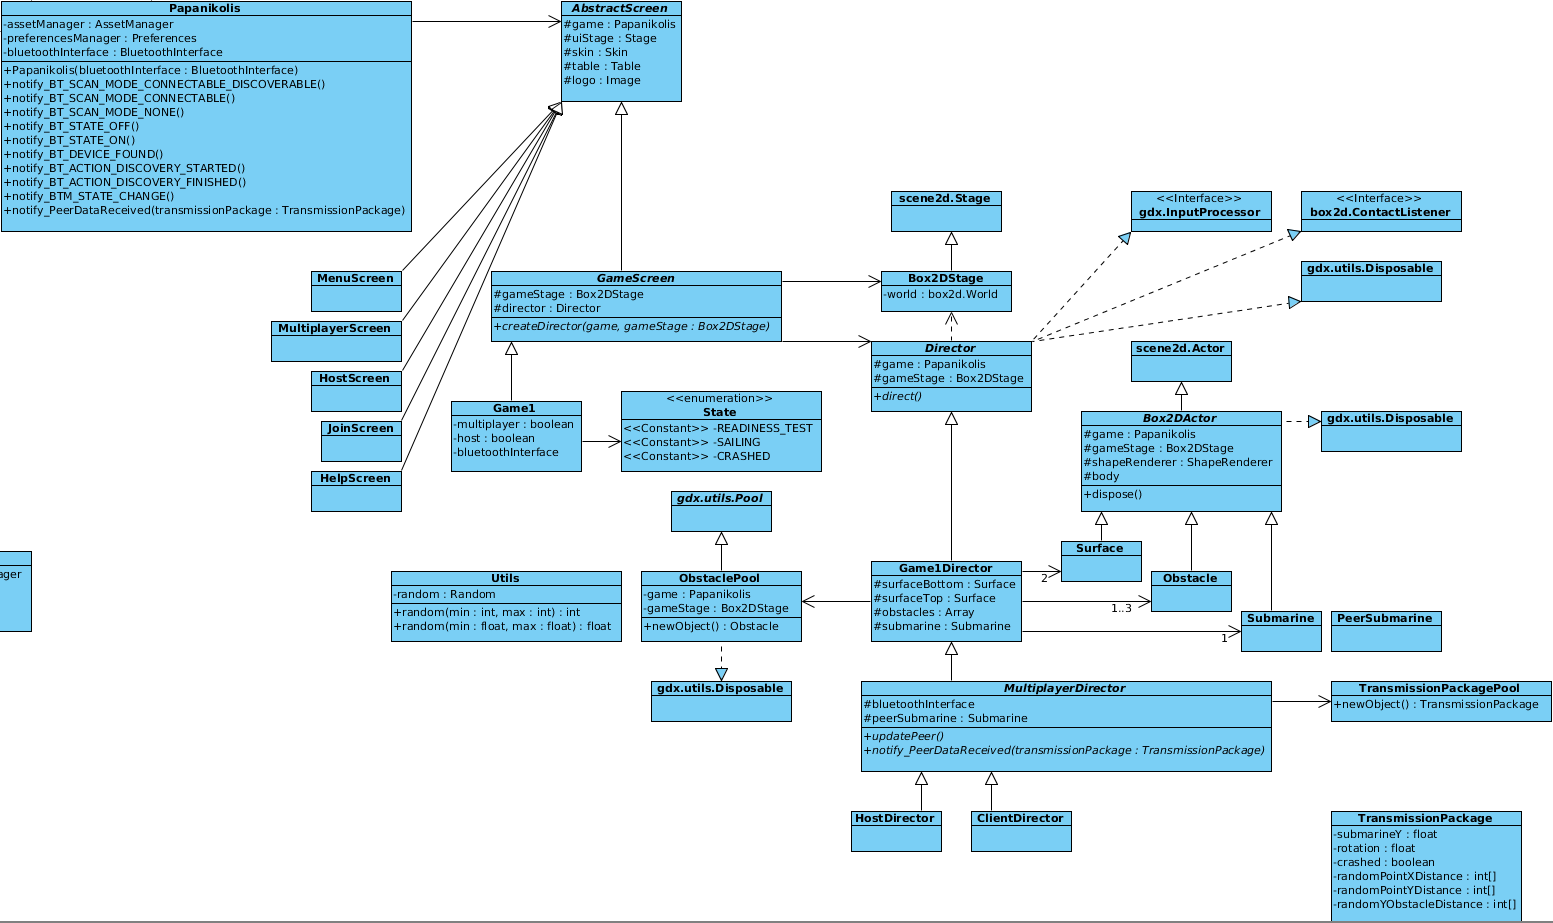 Papanikolis
-assetManager : AssetManager
-preferencesManager : Preferences
-bluetoothInterface : BluetoothInterface
+Papanikolis(bluetoothInterface : BluetoothInterface)
+notify_BT_SCAN_MODE_CONNECTABLE_DISCOVERABLE()
+notify_BT_SCAN_MODE_CONNECTABLE()
+notify_BT_SCAN_MODE_NONE()
+notify_BT_STATE_OFF()
+notify_BT_STATE_ON()
+notify_BT_DEVICE_FOUND()
+notify_BT_ACTION_DISCOVERY_STARTED()
+notify_BT_ACTION_DISCOVERY_FINISHED()
+notify_BTM_STATE_CHANGE()
+notify_PeerDataReceived(transmissionPackage : TransmissionPackage)
AbstractScreen
#game : Papanikolis
#uiStage : Stage
#skin : Skin
#table : Table
#logo : Image
scene2d.Stage
<<Interface>>
gdx.InputProcessor
<<Interface>>
box2d.ContactListener
gdx.utils.Disposable
MenuScreen
MultiplayerScreen
HostScreen
JoinScreen
HelpScreen
GameScreen
#gameStage : Box2DStage
#director : Director
+createDirector(game, gameStage : Box2DStage)
Box2DStage
-world : box2d.World
Director
#game : Papanikolis
#gameStage : Box2DStage
+direct()
scene2d.Actor
Game1
-multiplayer : boolean
-host : boolean
-bluetoothInterface
<<enumeration>>
State
<<Constant>> -READINESS_TEST
<<Constant>> -SAILING
<<Constant>> -CRASHED
Box2DActor
#game : Papanikolis
#gameStage : Box2DStage
#shapeRenderer : ShapeRenderer
#body
+dispose()
gdx.utils.Disposable
gdx.utils.Pool
ager
Utils
-random : Random
+random(min : int, max : int) : int
+random(min : float, max : float) : float
ObstaclePool
-game : Papanikolis
-gameStage : Box2DStage
+newObject() : Obstacle
gdx.utils.Disposable
Game1Director
#surfaceBottom : Surface
#surfaceTop : Surface
#obstacles : Array
#submarine : Submarine
Surface
2
Obstacle
1..3
Submarine
1
PeerSubmarine
MultiplayerDirector
#bluetoothInterface
#peerSubmarine : Submarine
+updatePeer()
+notify_PeerDataReceived(transmissionPackage : TransmissionPackage)
TransmissionPackagePool
+newObject() : TransmissionPackage
HostDirector
ClientDirector
TransmissionPackage
-submarineY : float
-rotation : float
-crashed : boolean
-randomPointXDistance : int[]
-randomPointYDistance : int[]
-randomYObstacleDistance : int[]